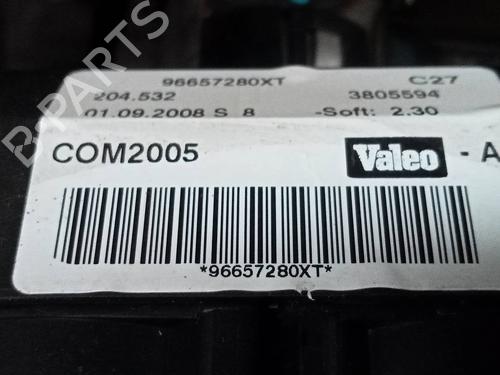 96657280XT C27
204.532 3805594
01.09.2008 S 8 -Soft: 2.30
COM2005 Valeo - A
*96657280XT*
B-PARTS